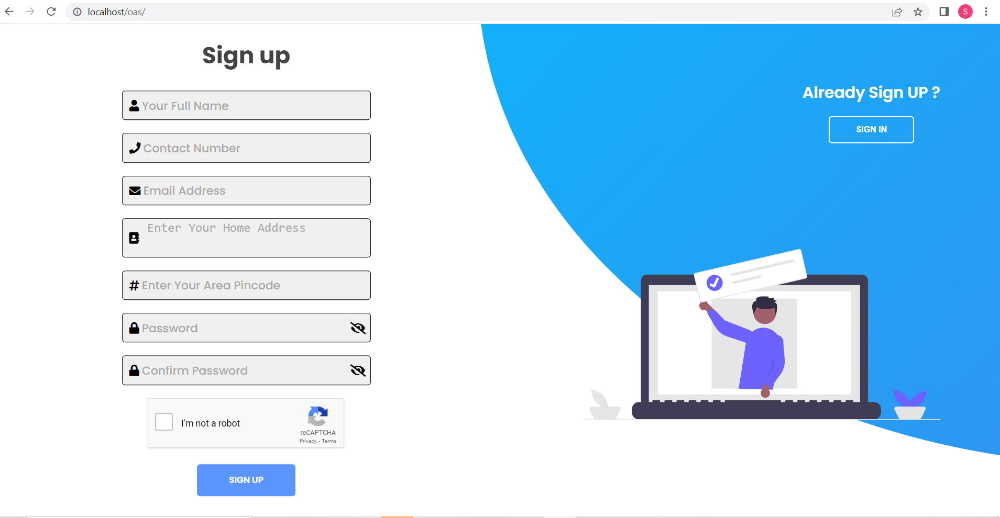 localhost/oas/
S
Sign up
Your Full Name
Contact Number
Email Address
Enter Your Home Address
# Enter Your Area Pincode
Password
Confirm Password
I'm not a robot
reCAPTCHA
Privacy - Terms
SIGN UP
Already Sign UP ?
SIGN IN